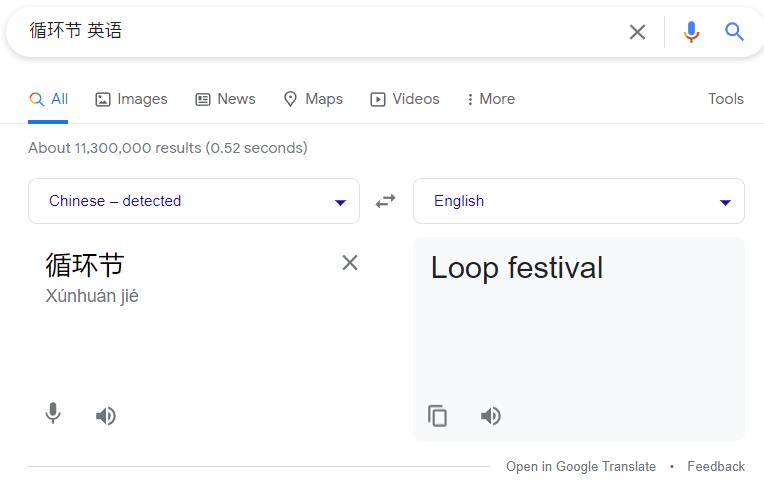 循环节 英语
All Images News Maps Videos More Tools
About 11,300,000 results (0.52 seconds)
Chinese – detected English
循环节 Loop festival
Xúnhuán jié
Open in Google Translate • Feedback